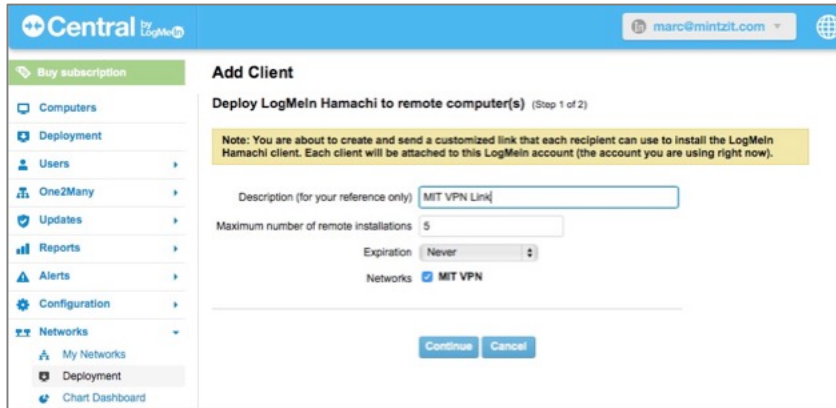 Central by LogMeIn
marc@mintzit.com
Buy subscription
Computers
Deployment
Users
One2Many
Updates
Reports
Alerts
Configuration
Networks
My Networks
Deployment
Chart Dashboard
Add Client
Deploy LogMeIn Hamachi to remote computer(s) (Step 1 of 2)
Note: You are about to create and send a customized link that each recipient can use to install the LogMeIn
Hamachi client. Each client will be attached to this LogMeIn account (the account you are using right now).
Description (for your reference only) MIT VPN Link
Maximum number of remote installations 5
Expiration Never
Networks MIT VPN
Continue Cancel